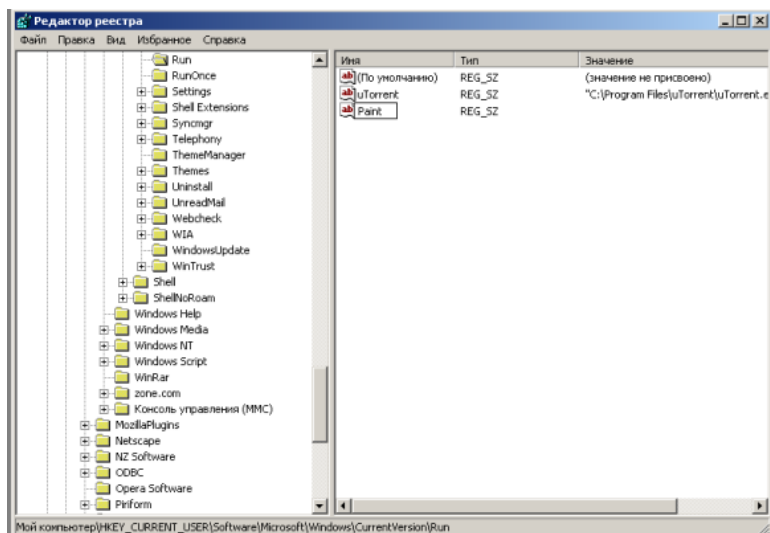 Редактор реестра
Файл Правка Вид Избранное Справка
Run
RunOnce
Settings
Shell Extensions
Syncmgr
Telephony
ThemeManager
Themes
Uninstall
UnreadMail
Webcheck
WIA
WindowsUpdate
WinTrust
Shell
ShellNoRoam
Windows Help
Windows Media
Windows NT
Windows Script
WinRar
zone.com
Консоль управления (MMC)
MozillaPlugins
Netscape
NZ Software
ODBC
Opera Software
Piriform
Имя Тип Значение
(По умолчанию) REG_SZ (значение не присвоено)
uTorrent REG_SZ "C:\Program Files\uTorrent\uTorrent.e
Paint REG_SZ
Мой компьютер\HKEY_CURRENT_USER\Software\Microsoft\Windows\CurrentVersion\Run